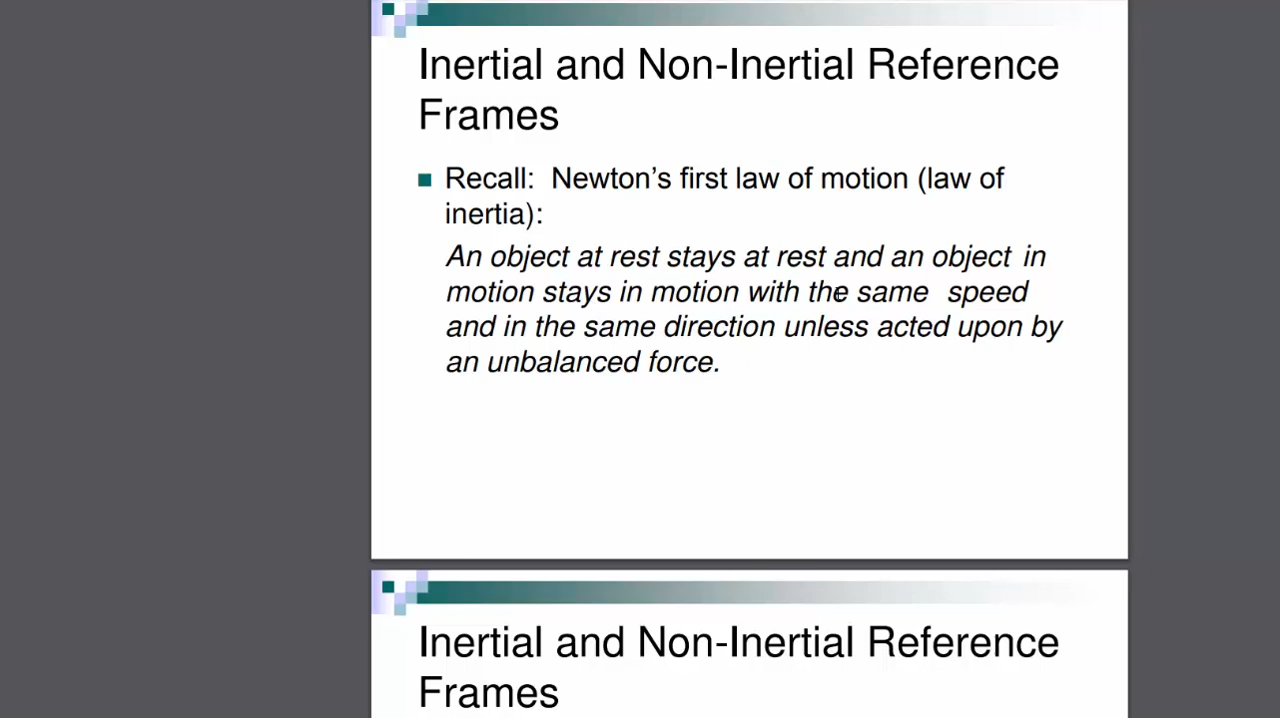 Inertial and Non-Inertial Reference
Frames
Recall: Newton's first law of motion (law of
inertia):
An object at rest stays at rest and an object in
motion stays in motion with the same speed
and in the same direction unless acted upon by
an unbalanced force.
Inertial and Non-Inertial Reference
Frames